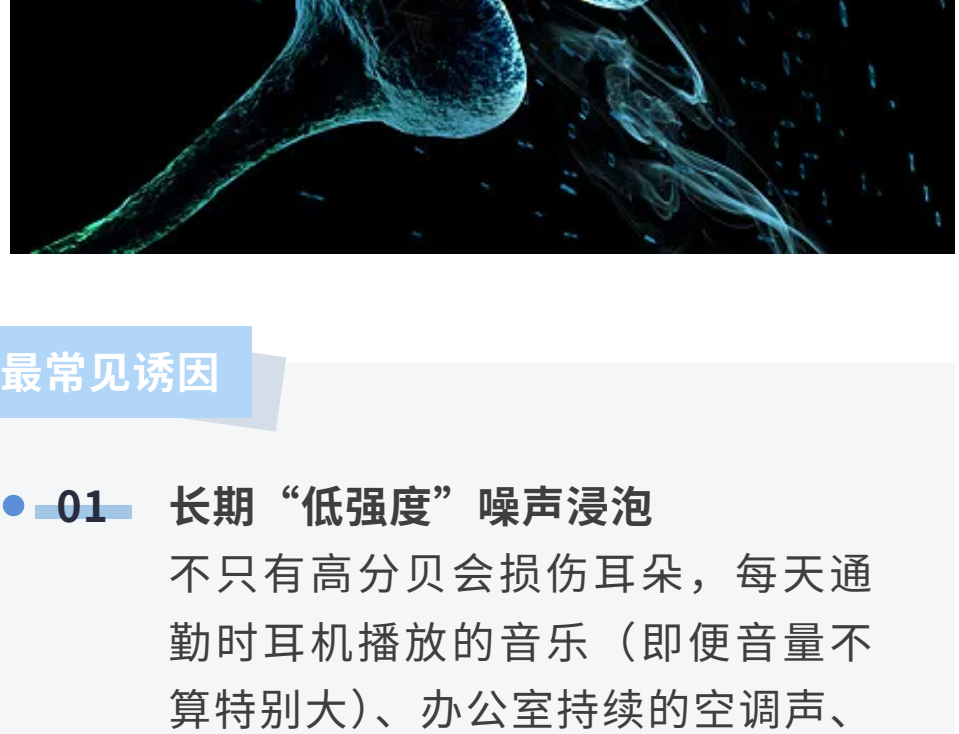 最常见诱因
01 长期“低强度”噪声浸泡
不只有高分贝会损伤耳朵，每天通
勤时耳机播放的音乐（即便音量不
算特别大）、办公室持续的空调声、